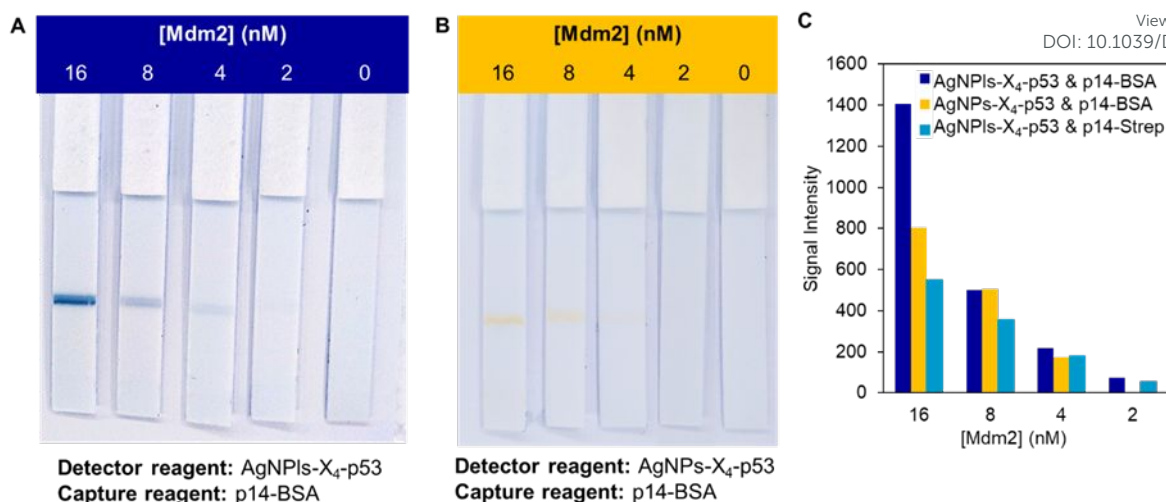 A
[Mdm2] (nM)
16 8 4 2 0
Detector reagent: AgNPls-X₄-p53
Capture reagent: p14-BSA
B
[Mdm2] (nM)
16 8 4 2 0
Detector reagent: AgNPs-X₄-p53
Capture reagent: p14-BSA
C
View
DOI: 10.1039/D
AgNPls-X₄-p53 & p14-BSA
AgNPs-X₄-p53 & p14-BSA
AgNPls-X₄-p53 & p14-Strep
Signal Intensity
1600
1400
1200
1000
800
600
400
200
0
16 8 4 2
[Mdm2] (nM)